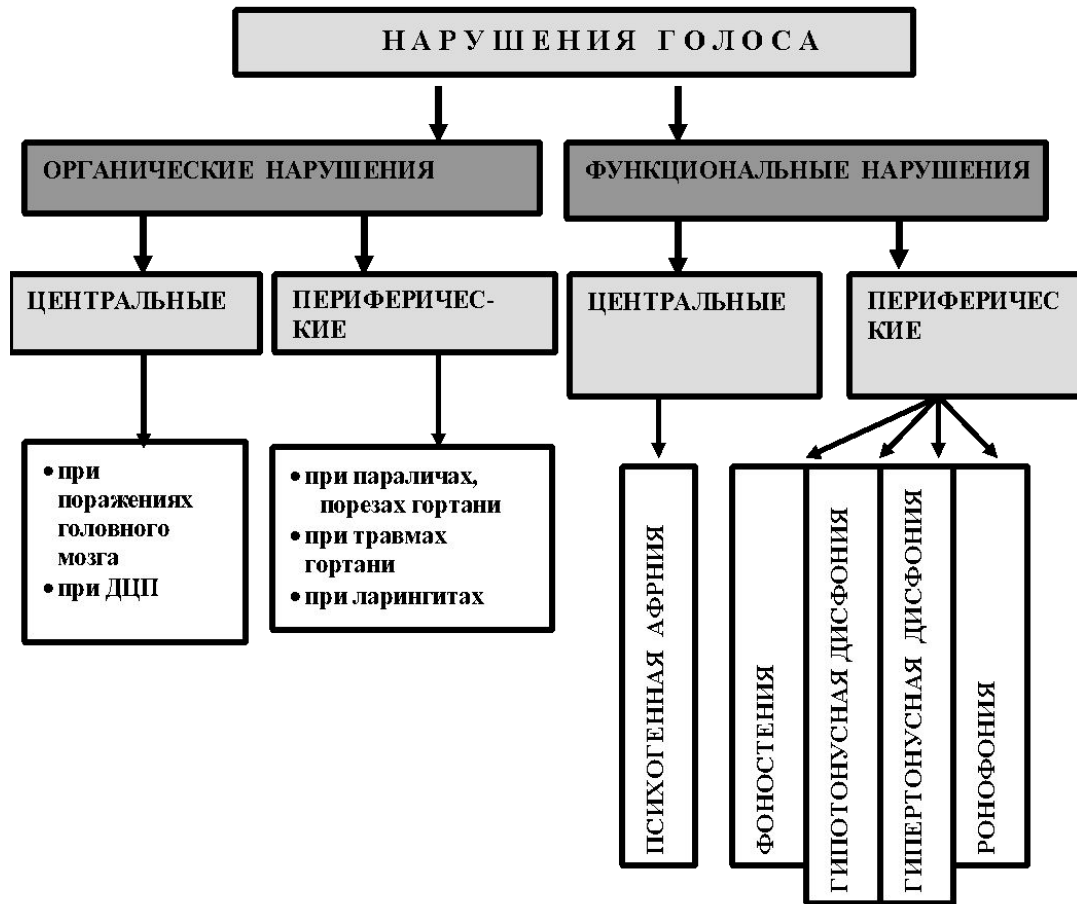 НАРУШЕНИЯ ГОЛОСА
ОРГАНИЧЕСКИЕ НАРУШЕНИЯ
ФУНКЦИОНАЛЬНЫЕ НАРУШЕНИЯ
ЦЕНТРАЛЬНЫЕ
ПЕРИФЕРИЧЕС-
КИЕ
ЦЕНТРАЛЬНЫЕ
ПЕРИФЕРИЧЕС
КИЕ
• при
поражениях
головного
мозга
• при ДЦП
• при параличах,
порезах гортани
• при травмах
гортани
• при ларингитах
ПСИХОГЕННАЯ АФРНИЯ
ФОНОСТЕНИЯ
ГИПОТОНУСНАЯ ДИСФОНИЯ
ГИПЕРТОНУСНАЯ ДИСФОНИЯ
РОНОФОНИЯ